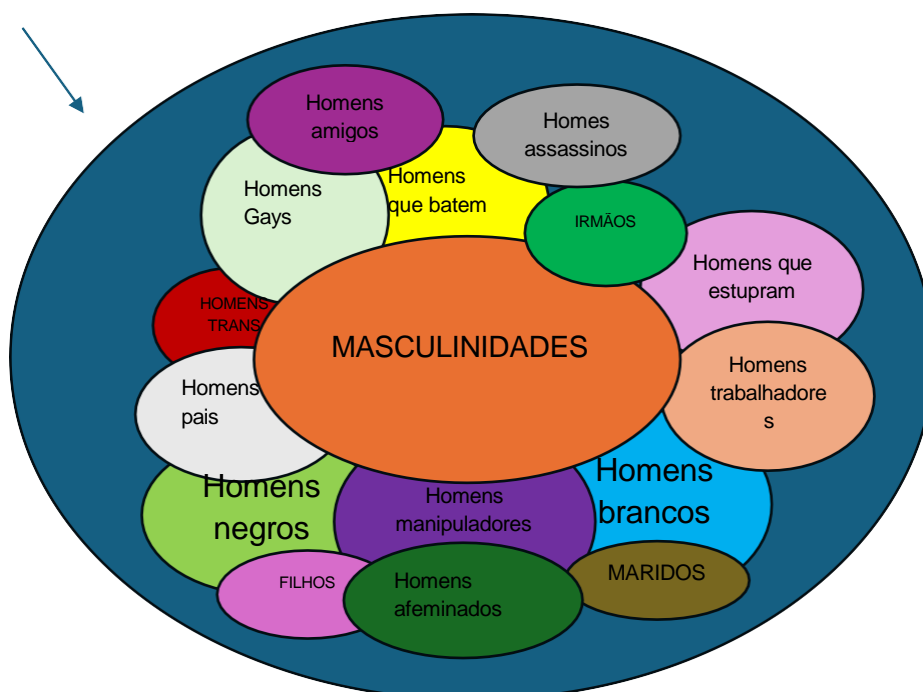 Homens
amigos
Homes
assassinos
Homens
Gays
Homens
que batem
IRMÃOS
Homens que
estupram
HOMENS
TRANS
MASCULINIDADES
Homens
pais
Homens
trabalhadore
s
Homens
negros
Homens
manipuladores
Homens
brancos
FILHOS
Homens
afeminados
MARIDOS